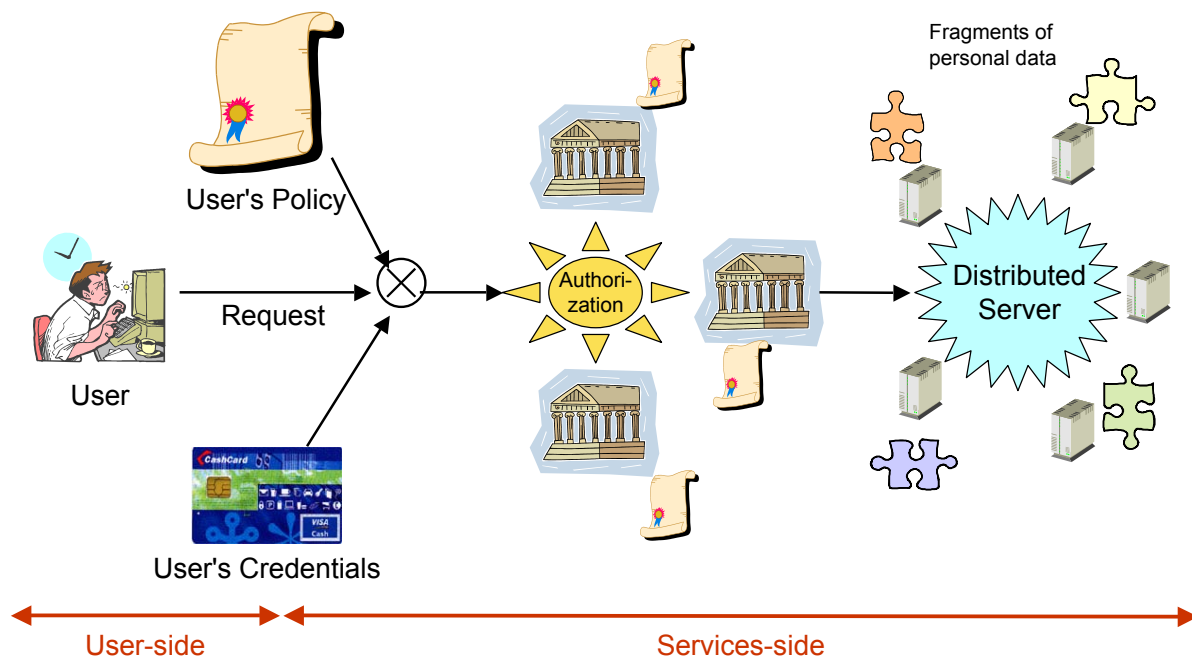 Fragments of
personal data
User's Policy
Request
User
Authori-
zation
Distributed
Server
CashCard
VISA
Cash
User's Credentials
User-side
Services-side